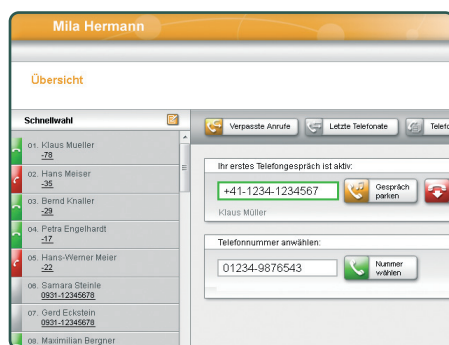 Mila Hermann
Übersicht
Schnellwahl
01. Klaus Mueller
-78
02. Hans Meiser
-35
03. Bernd Knaller
-29
04. Petra Engelhardt
-17
05. Hans-Werner Meier
-22
06. Samara Steinle
0931-12345678
07. Gerd Eckstein
0931-12345678
08. Maximilian Bergner
Verpasste Anrufe
Letzte Telefonate
Telefo
Ihr erstes Telefongespräch ist aktiv:
+41-1234-1234567
Gespräch
parken
Klaus Müller
Telefonnummer anwählen:
01234-9876543
Nummer
wählen